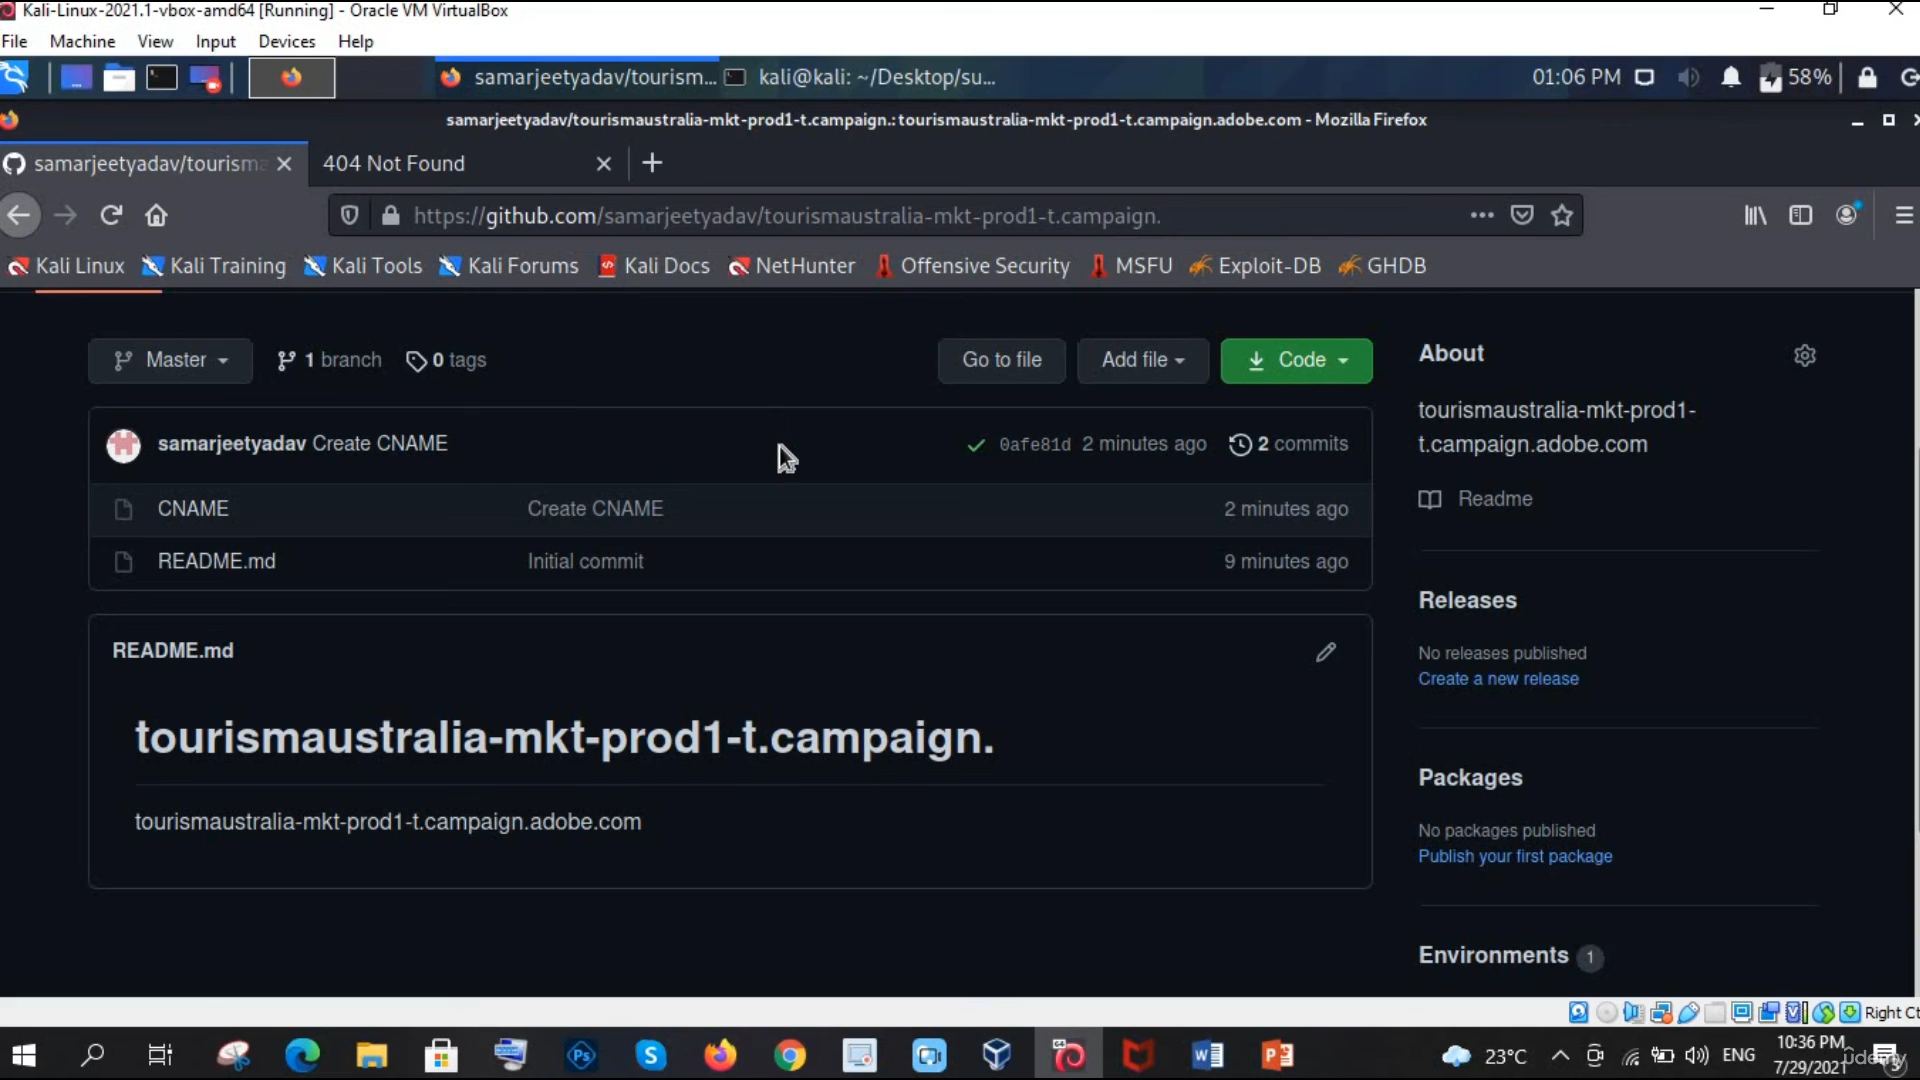 Kali-Linux-2021.1-vbox-amd64 [Running] - Oracle VM VirtualBox
File Machine View Input Devices Help
samarjeetyadav/tourism... kali@kali: ~/Desktop/su... 01:06 PM 58%
samarjeetyadav/tourismaustralia-mkt-prod1-t.campaign.: tourismaustralia-mkt-prod1-t.campaign.adobe.com - Mozilla Firefox
samarjeetyadav/tourisma 404 Not Found
https://github.com/samarjeetyadav/tourismaustralia-mkt-prod1-t.campaign.
Kali Linux Kali Training Kali Tools Kali Forums Kali Docs NetHunter Offensive Security MSFU Exploit-DB GHDB
Master 1 branch 0 tags Go to file Add file Code
About
tourismaustralia-mkt-prod1-
t.campaign.adobe.com
Readme
samarjeetyadav Create CNAME 0afe81d 2 minutes ago 2 commits
CNAME Create CNAME 2 minutes ago
README.md Initial commit 9 minutes ago
Releases
No releases published
Create a new release
README.md
tourismaustralia-mkt-prod1-t.campaign.
tourismaustralia-mkt-prod1-t.campaign.adobe.com
Packages
No packages published
Publish your first package
Environments 1
Right Ct
23°C ENG 10:36 PM
7/29/2021
Ps S W P 64 3
udemy